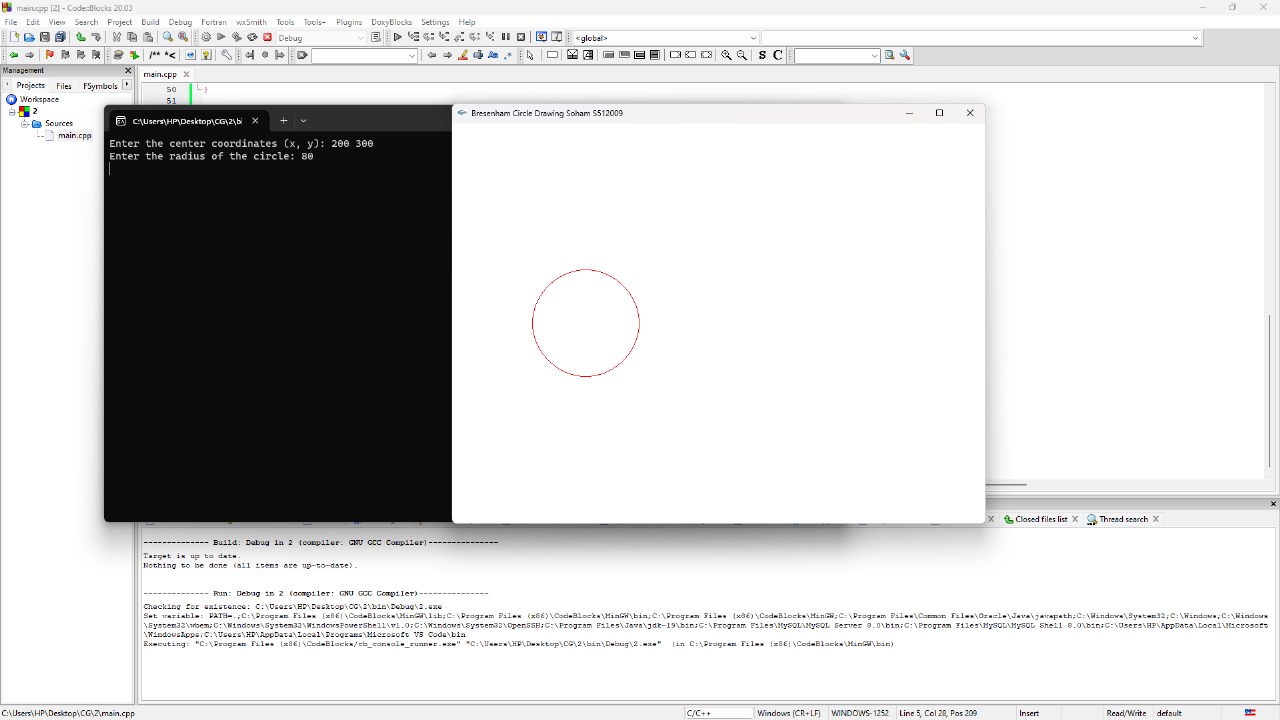 main.cpp [2] - Code::Blocks 20.03
File Edit View Search Project Build Debug Fortran wxSmith Tools Tools+ Plugins DoxyBlocks Settings Help
Debug
<global>
/** *<
S C
Management
Projects Files FSymbols
main.cpp
Workspace
2
Sources
main.cpp
50 }
51
C:\Users\HP\Desktop\CG\2\bi
Enter the center coordinates (x, y): 200 300
Enter the radius of the circle: 80
Bresenham Circle Drawing Soham S512009
Closed files list Thread search
-------------- Build: Debug in 2 (compiler: GNU GCC Compiler)---------------
Target is up to date.
Nothing to be done (all items are up-to-date).
-------------- Run: Debug in 2 (compiler: GNU GCC Compiler)---------------
Checking for existence: C:\Users\HP\Desktop\CG\2\bin\Debug\2.exe
Set variable: PATH=.;C:\Program Files (x86)\CodeBlocks\MinGW\lib;C:\Program Files (x86)\CodeBlocks\MinGW\bin;C:\Program Files (x86)\CodeBlocks\MinGW;C:\Program Files\Common Files\Oracle\Java\javapath;C:\Windows\System32;C:\Windows;C:\Windows
\System32\wbem;C:\Windows\System32\WindowsPowerShell\v1.0;C:\Windows\System32\OpenSSH;C:\Program Files\Java\jdk-19\bin;C:\Program Files\MySQL\MySQL Server 8.0\bin;C:\Program Files\MySQL\MySQL Shell 8.0\bin;C:\Users\HP\AppData\Local\Microsoft
\WindowsApps;C:\Users\HP\AppData\Local\Programs\Microsoft VS Code\bin
Executing: "C:\Program Files (x86)\CodeBlocks/cb_console_runner.exe" "C:\Users\HP\Desktop\CG\2\bin\Debug\2.exe"  (in C:\Program Files (x86)\CodeBlocks\MinGW\bin)
C:\Users\HP\Desktop\CG\2\main.cpp C/C++ Windows (CR+LF) WINDOWS-1252 Line 5, Col 28, Pos 209 Insert Read/Write default